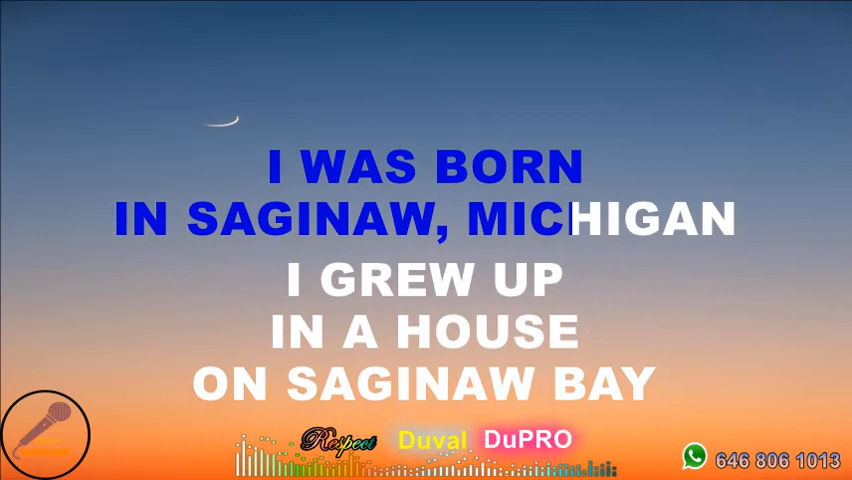 I WAS BORN
IN SAGINAW, MICHIGAN
I GREW UP
IN A HOUSE
ON SAGINAW BAY
Respect Duval DuPRO
646 806 1013